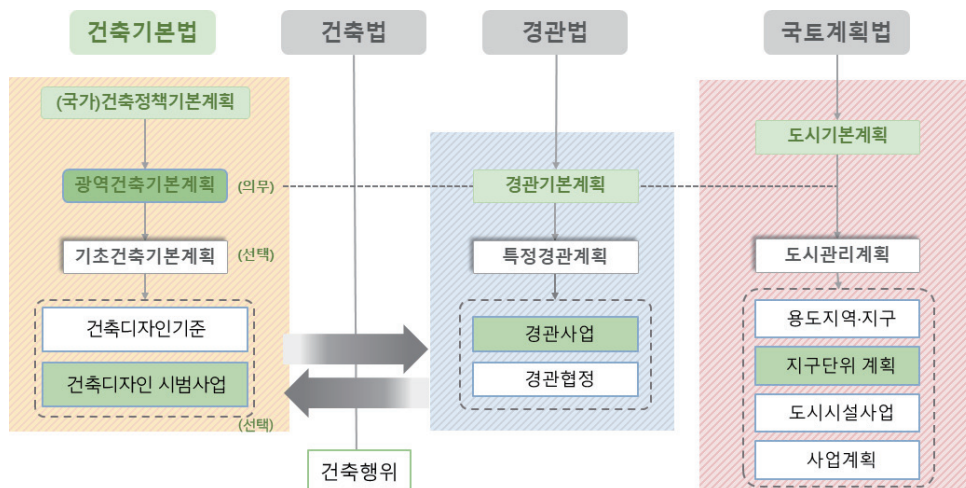 건축기본법
건축법
경관법
국토계획법
(국가)건축정책기본계획
도시기본계획
광역건축기본계획
(의무)
경관기본계획
기초건축기본계획
(선택)
특정경관계획
도시관리계획
건축디자인기준
건축디자인 시범사업
(선택)
경관사업
경관협정
용도지역·지구
지구단위 계획
도시시설사업
사업계획
건축행위